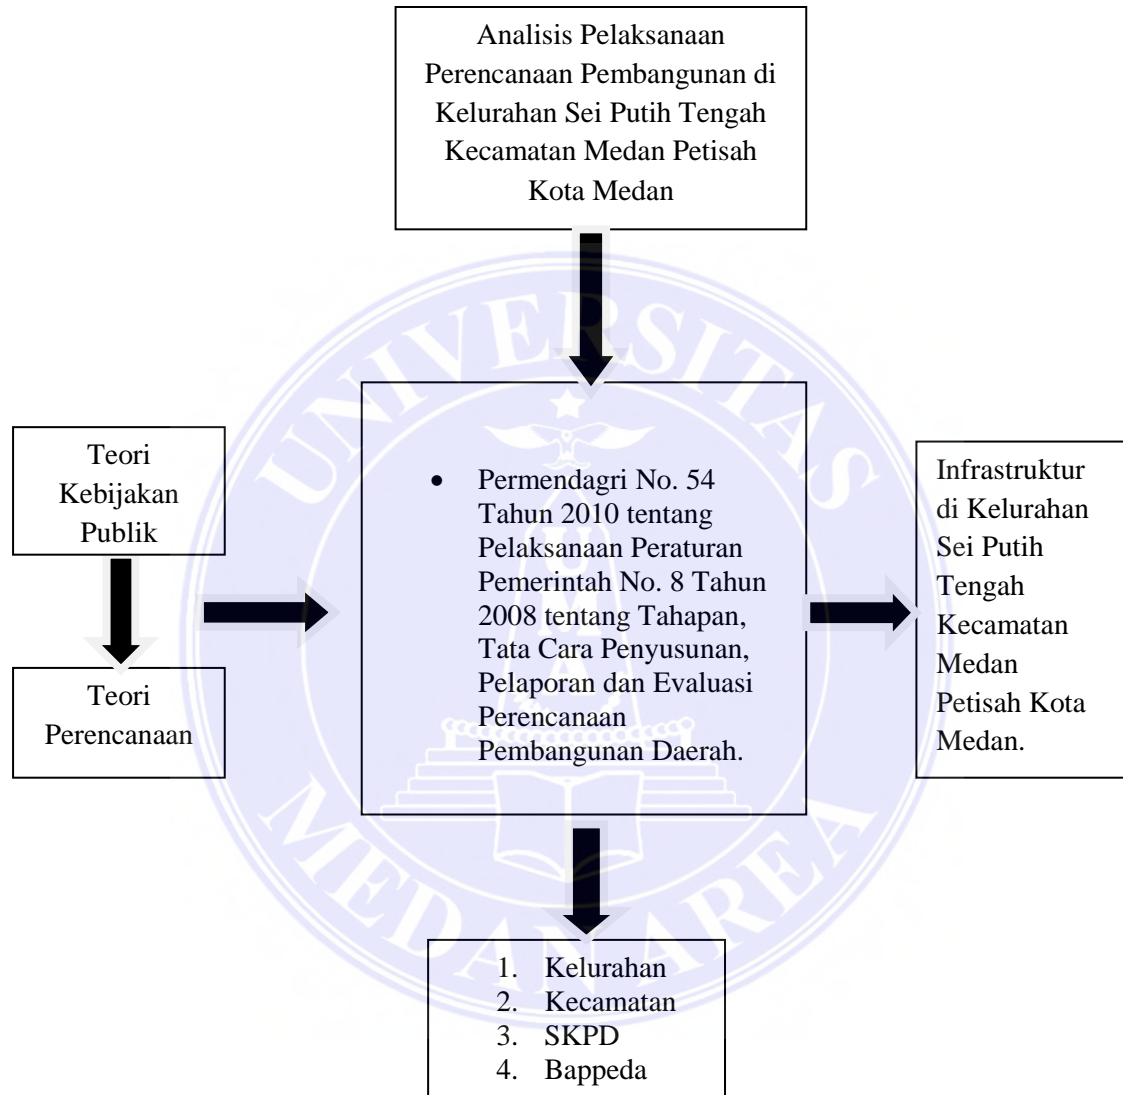 Analisis Pelaksanaan
Perencanaan Pembangunan di
Kelurahan Sei Putih Tengah
Kecamatan Medan Petisah
Kota Medan
Teori
Kebijakan
Publik
Teori
Perencanaan
• Permendagri No. 54
Tahun 2010 tentang
Pelaksanaan Peraturan
Pemerintah No. 8 Tahun
2008 tentang Tahapan,
Tata Cara Penyusunan,
Pelaporan dan Evaluasi
Perencanaan
Pembangunan Daerah.
Infrastruktur
di Kelurahan
Sei Putih
Tengah
Kecamatan
Medan
Petisah Kota
Medan.
1. Kelurahan
2. Kecamatan
3. SKPD
4. Bappeda
UNIVERSITAS
MEDAN AREA